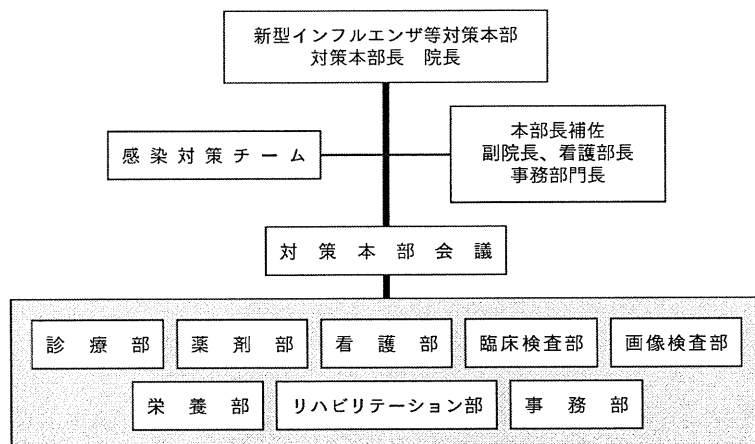 新型インフルエンザ等対策本部
対策本部長　院長
感染対策チーム
本部長補佐
副院長、看護部長
事務部門長
対策本部会議
診療部
薬剤部
看護部
臨床検査部
画像検査部
栄養部
リハビリテーション部
事務部